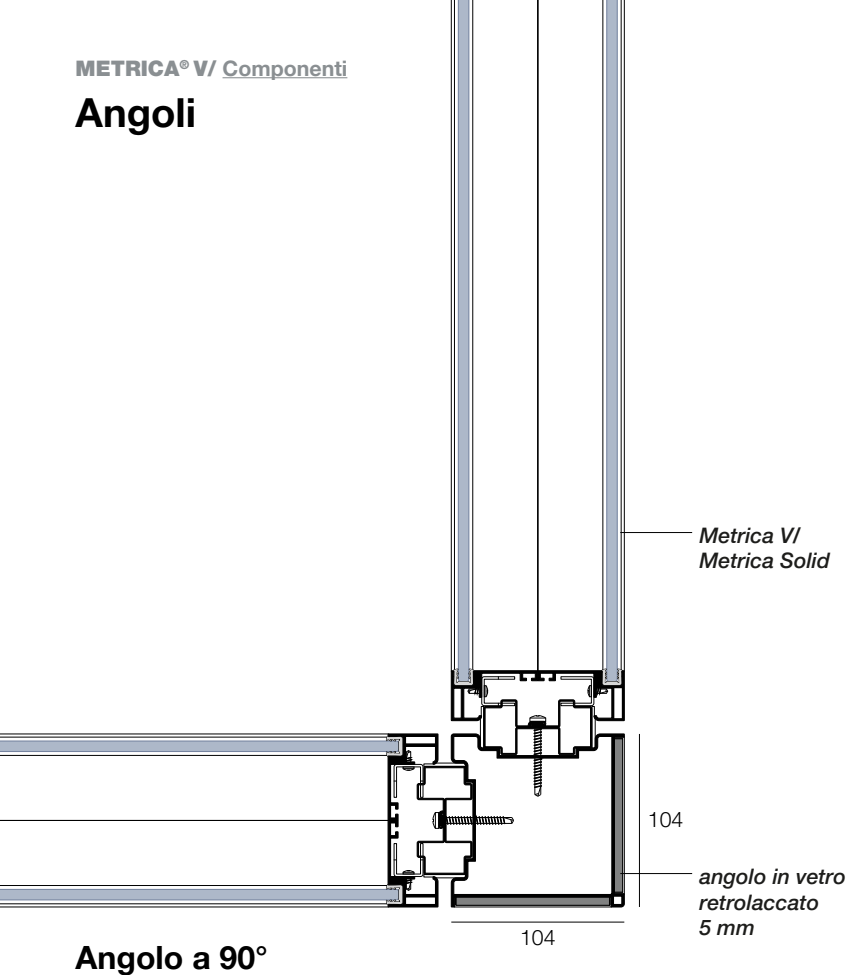 METRICA® V/ Componenti
Angoli
Metrica V/
Metrica Solid
104
angolo in vetro
retrolaccato
5 mm
104
Angolo a 90°